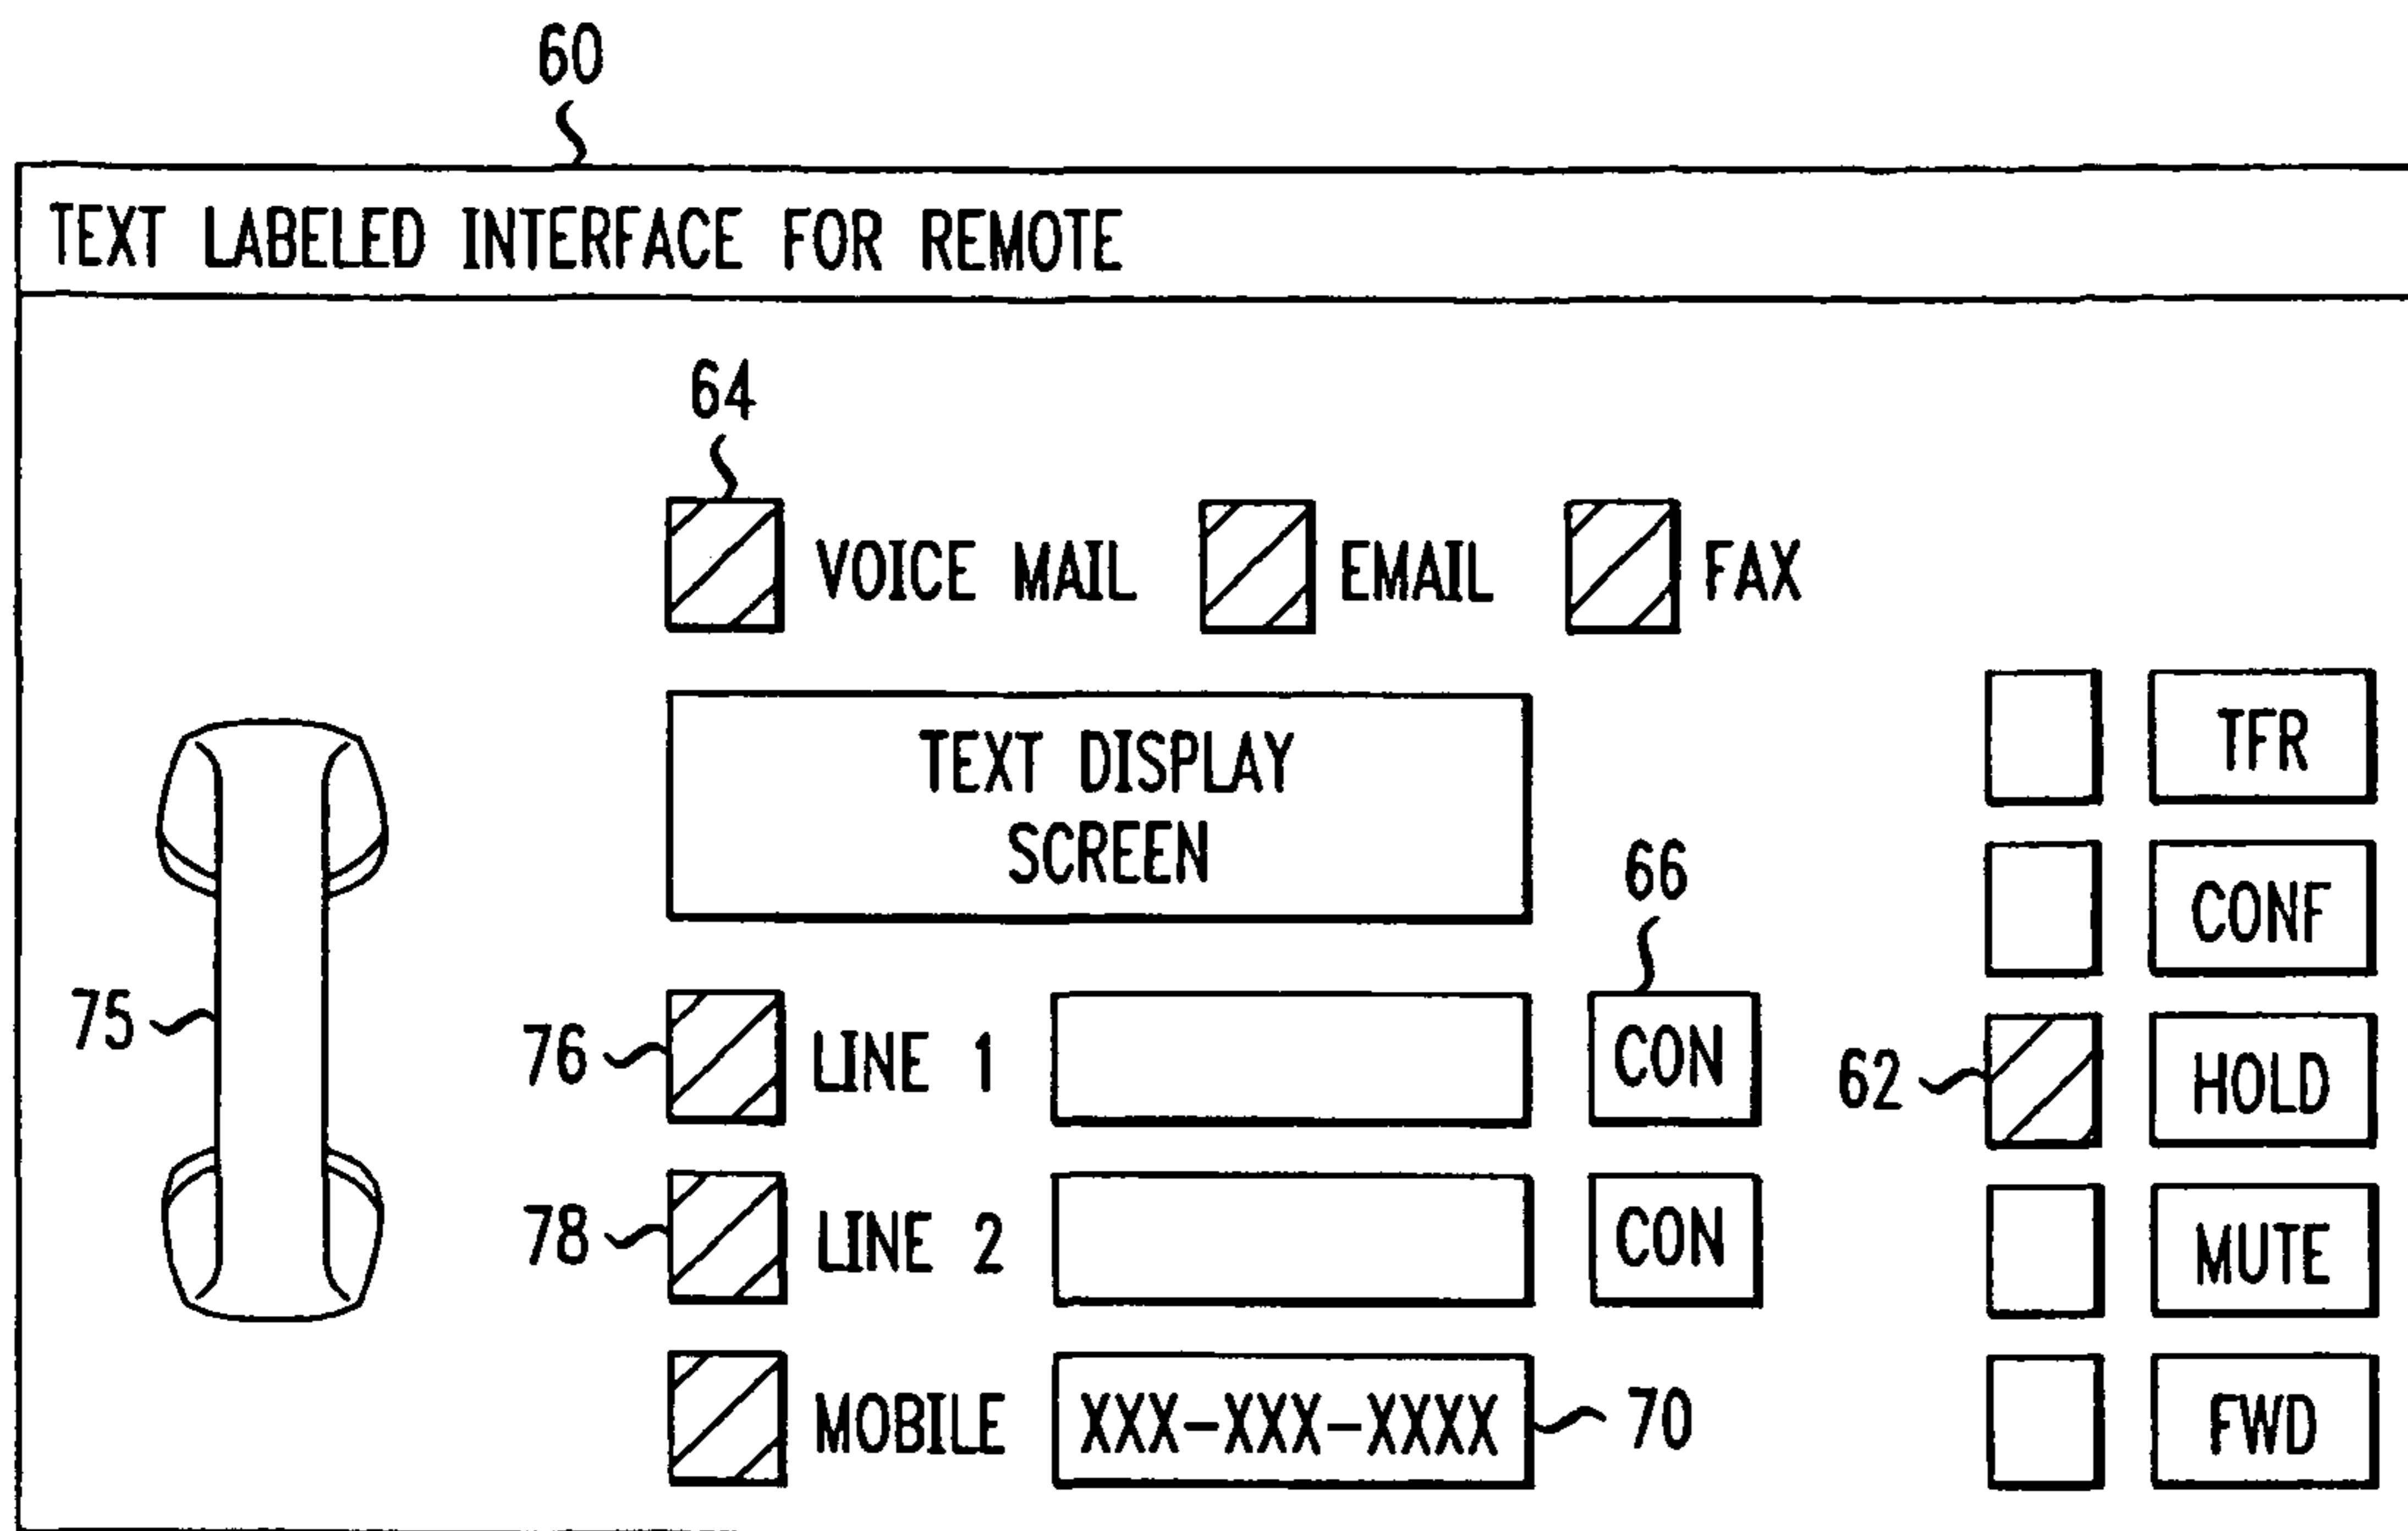 60
TEXT LABELED INTERFACE FOR REMOTE
64
VOICE MAIL EMAIL FAX
TEXT DISPLAY
SCREEN
TFR
66
CONF
75
76 LINE 1 CON
62 HOLD
78 LINE 2 CON
MUTE
MOBILE XXX-XXX-XXXX 70
FWD